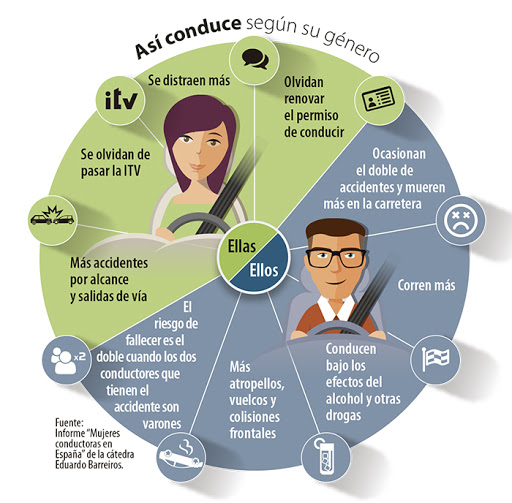 Así conduce según su género
Se distraen más
Olvidan
renovar
el permiso
de conducir
itv
Se olvidan de
pasar la ITV
Ocasionan
el doble de
accidentes y mueren
más en la carretera
Ellas
Ellos
Más accidentes
por alcance
y salidas de vía
Corren más
El
riesgo de
fallecer es el
doble cuando los dos
conductores que
tienen el
accidente son
varones
x2
Más
atropellos,
vuelcos y
colisiones
frontales
Conducen
bajo los
efectos del
alcohol y otras
drogas
Fuente:
Informe “Mujeres
conductoras en
España” de la cátedra
Eduardo Barreiros.